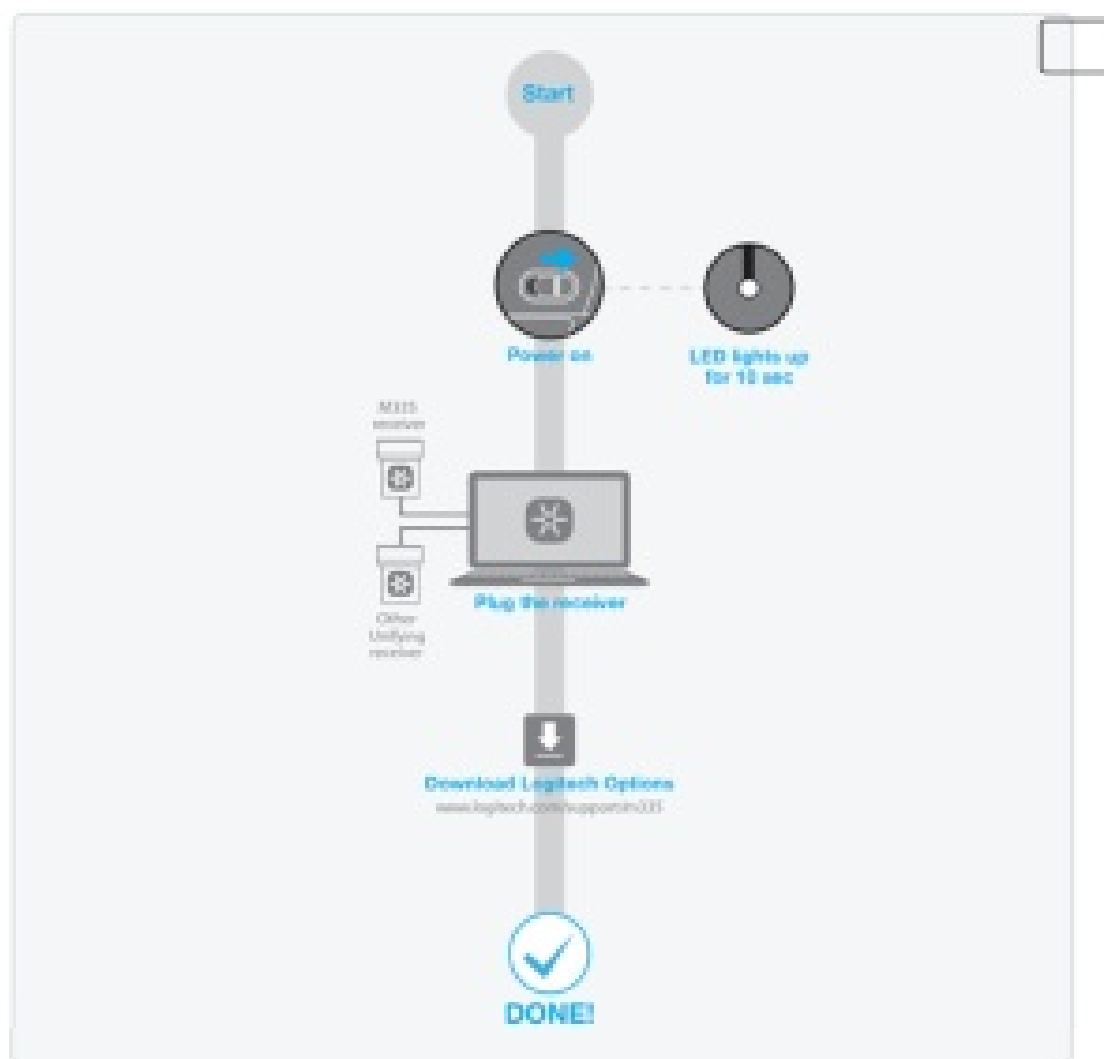 Start
Power on
LED lights up
for 10 sec
receiver
Plug the receiver
Other
Unifying
receiver
Download Logitech Options
DONE!